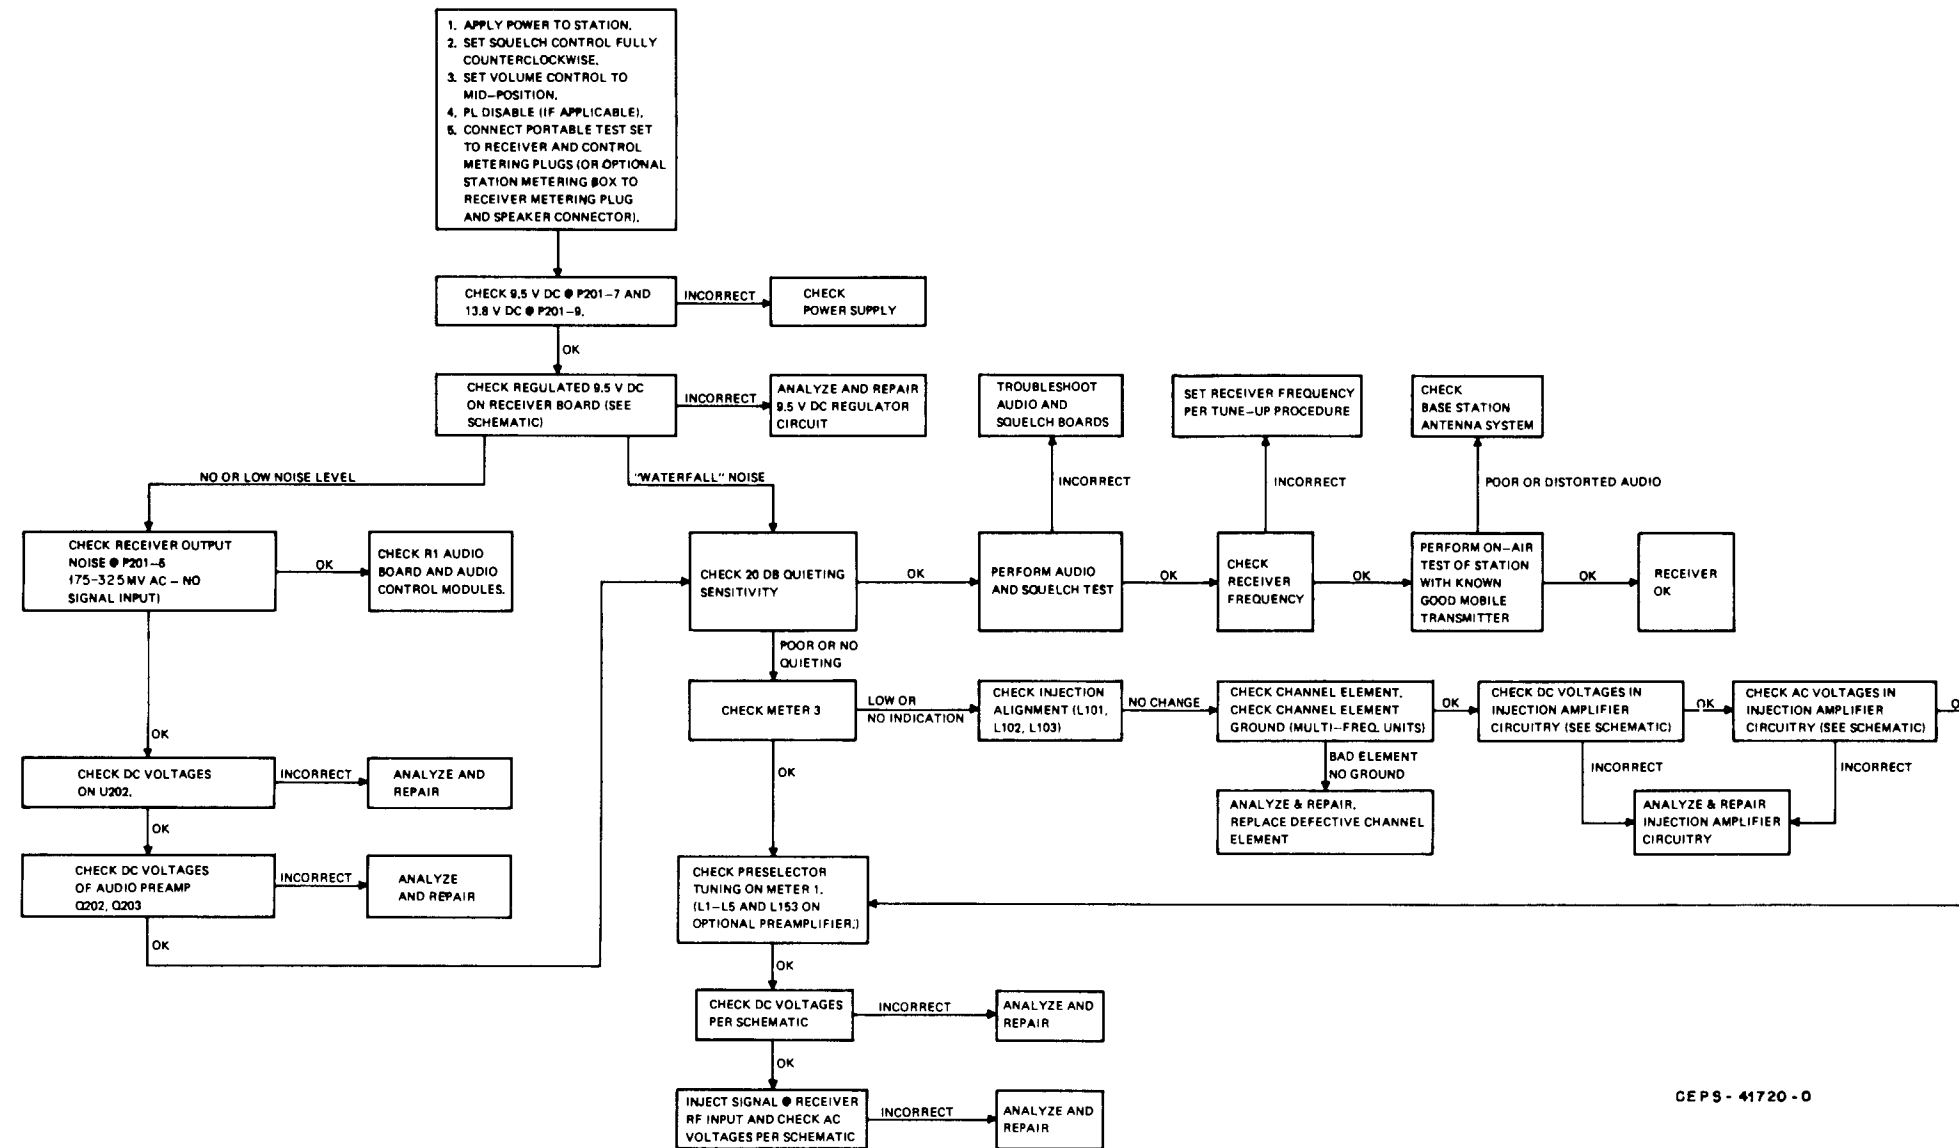 1. APPLY POWER TO STATION.
2. SET SQUELCH CONTROL FULLY
COUNTERCLOCKWISE.
3. SET VOLUME CONTROL TO
MID-POSITION.
4. PL DISABLE (IF APPLICABLE).
5. CONNECT PORTABLE TEST SET
TO RECEIVER AND CONTROL
METERING PLUGS (OR OPTIONAL
STATION METERING BOX TO
RECEIVER METERING PLUG
AND SPEAKER CONNECTOR).
CHECK 9.5 V DC @ P201-7 AND
13.8 V DC @ P201-9.
INCORRECT
CHECK
POWER SUPPLY
OK
CHECK REGULATED 9.5 V DC
ON RECEIVER BOARD (SEE
SCHEMATIC)
INCORRECT
ANALYZE AND REPAIR
9.5 V DC REGULATOR
CIRCUIT
TROUBLESHOOT
AUDIO AND
SQUELCH BOARDS
SET RECEIVER FREQUENCY
PER TUNE-UP PROCEDURE
CHECK
BASE STATION
ANTENNA SYSTEM
NO OR LOW NOISE LEVEL
"WATERFALL" NOISE
INCORRECT
INCORRECT
POOR OR DISTORTED AUDIO
CHECK RECEIVER OUTPUT
NOISE @ P201-5
175-325 MV AC - NO
SIGNAL INPUT)
OK
CHECK R1 AUDIO
BOARD AND AUDIO
CONTROL MODULES.
CHECK 20 DB QUIETING
SENSITIVITY
OK
PERFORM AUDIO
AND SQUELCH TEST
OK
CHECK
RECEIVER
FREQUENCY
OK
PERFORM ON-AIR
TEST OF STATION
WITH KNOWN
GOOD MOBILE
TRANSMITTER
OK
RECEIVER
OK
POOR OR NO
QUIETING
CHECK METER 3
LOW OR
NO INDICATION
CHECK INJECTION
ALIGNMENT (L101,
L102, L103)
NO CHANGE
CHECK CHANNEL ELEMENT.
CHECK CHANNEL ELEMENT
GROUND (MULTI-FREQ. UNITS)
OK
CHECK DC VOLTAGES IN
INJECTION AMPLIFIER
CIRCUITRY (SEE SCHEMATIC)
OK
CHECK AC VOLTAGES IN
INJECTION AMPLIFIER
CIRCUITRY (SEE SCHEMATIC)
O
OK
CHECK DC VOLTAGES
ON U202.
INCORRECT
ANALYZE AND
REPAIR
OK
BAD ELEMENT
NO GROUND
INCORRECT
INCORRECT
ANALYZE & REPAIR.
REPLACE DEFECTIVE CHANNEL
ELEMENT
ANALYZE & REPAIR
INJECTION AMPLIFIER
CIRCUITRY
OK
CHECK DC VOLTAGES
OF AUDIO PREAMP
Q202, Q203
INCORRECT
ANALYZE
AND REPAIR
CHECK PRESELECTOR
TUNING ON METER 1.
(L1-L5 AND L153 ON
OPTIONAL PREAMPLIFIER.)
OK
OK
CHECK DC VOLTAGES
PER SCHEMATIC
INCORRECT
ANALYZE AND
REPAIR
OK
INJECT SIGNAL @ RECEIVER
RF INPUT AND CHECK AC
VOLTAGES PER SCHEMATIC
INCORRECT
ANALYZE AND
REPAIR
CEPS-41720-O